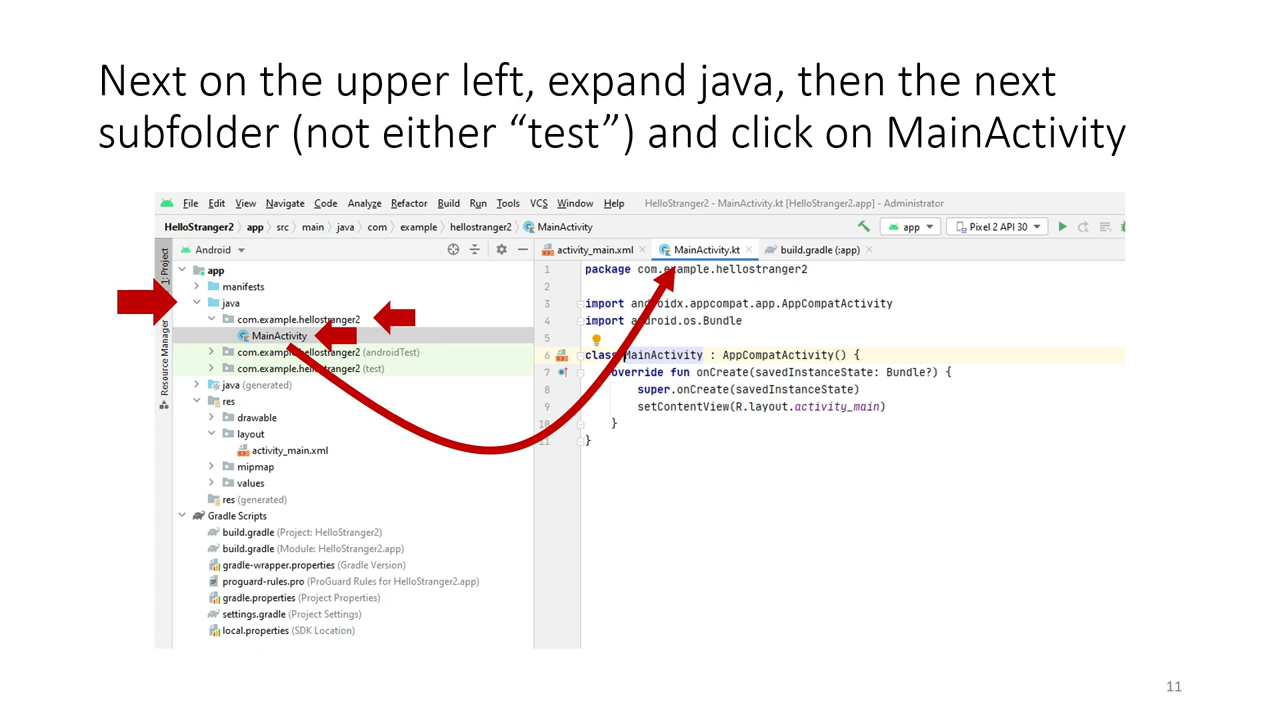 Next on the upper left, expand java, then the next
subfolder (not either “test”) and click on MainActivity
File Edit View Navigate Code Analyze Refactor Build Run Tools VCS Window Help HelloStranger2 - MainActivity.kt [HelloStranger2.app] - Administrator
HelloStranger2 app src main java com example hellostranger2 MainActivity app Pixel 2 API 30
1: Project
Resource Manager
Android
app
manifests
java
com.example.hellostranger2
MainActivity
com.example.hellostranger2 (androidTest)
com.example.hellostranger2 (test)
java (generated)
res
drawable
layout
activity_main.xml
mipmap
values
res (generated)
Gradle Scripts
build.gradle (Project: HelloStranger2)
build.gradle (Module: HelloStranger2.app)
gradle-wrapper.properties (Gradle Version)
proguard-rules.pro (ProGuard Rules for HelloStranger2.app)
gradle.properties (Project Properties)
settings.gradle (Project Settings)
local.properties (SDK Location)
activity_main.xml MainActivity.kt build.gradle (:app)
1 package com.example.hellostranger2
2
3 import androidx.appcompat.app.AppCompatActivity
4 import android.os.Bundle
5
6 class MainActivity : AppCompatActivity() {
7 override fun onCreate(savedInstanceState: Bundle?) {
8 super.onCreate(savedInstanceState)
9 setContentView(R.layout.activity_main)
10 }
11 }
11